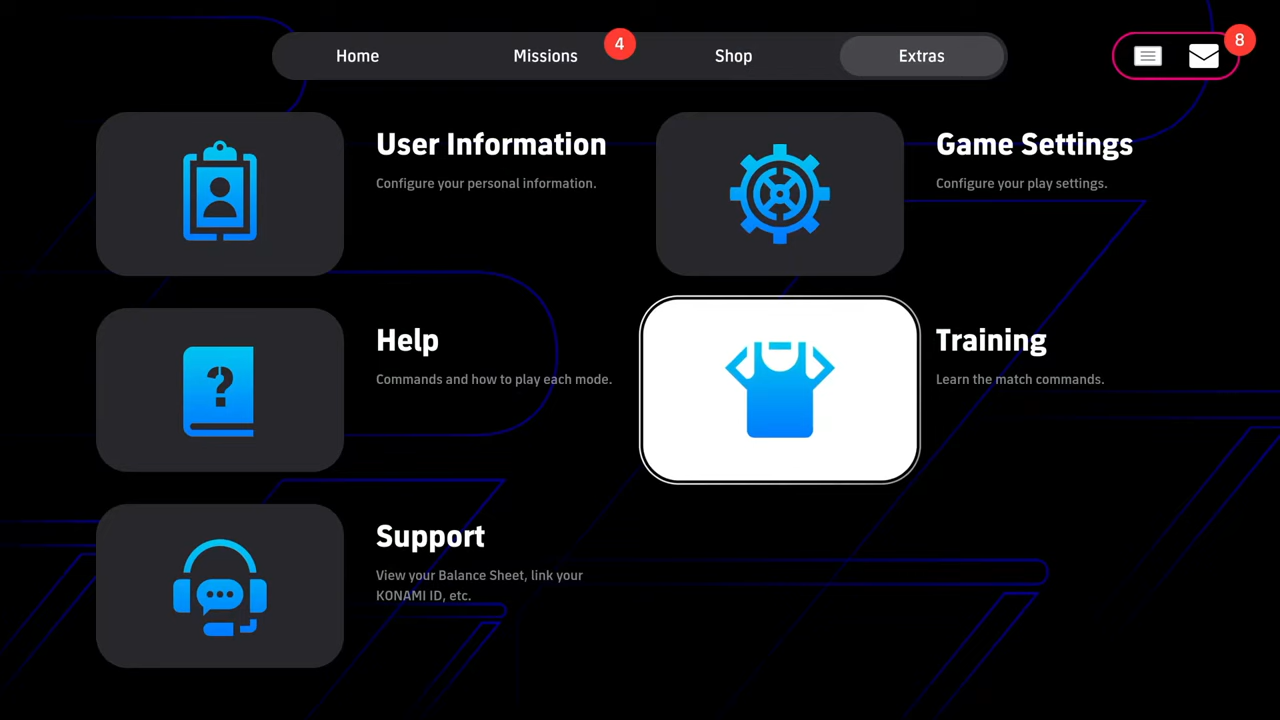 Home
Missions
4
Shop
Extras
8
User Information
Configure your personal information.
Game Settings
Configure your play settings.
?
Help
Commands and how to play each mode.
Training
Learn the match commands.
Support
View your Balance Sheet, link your
KONAMI ID, etc.